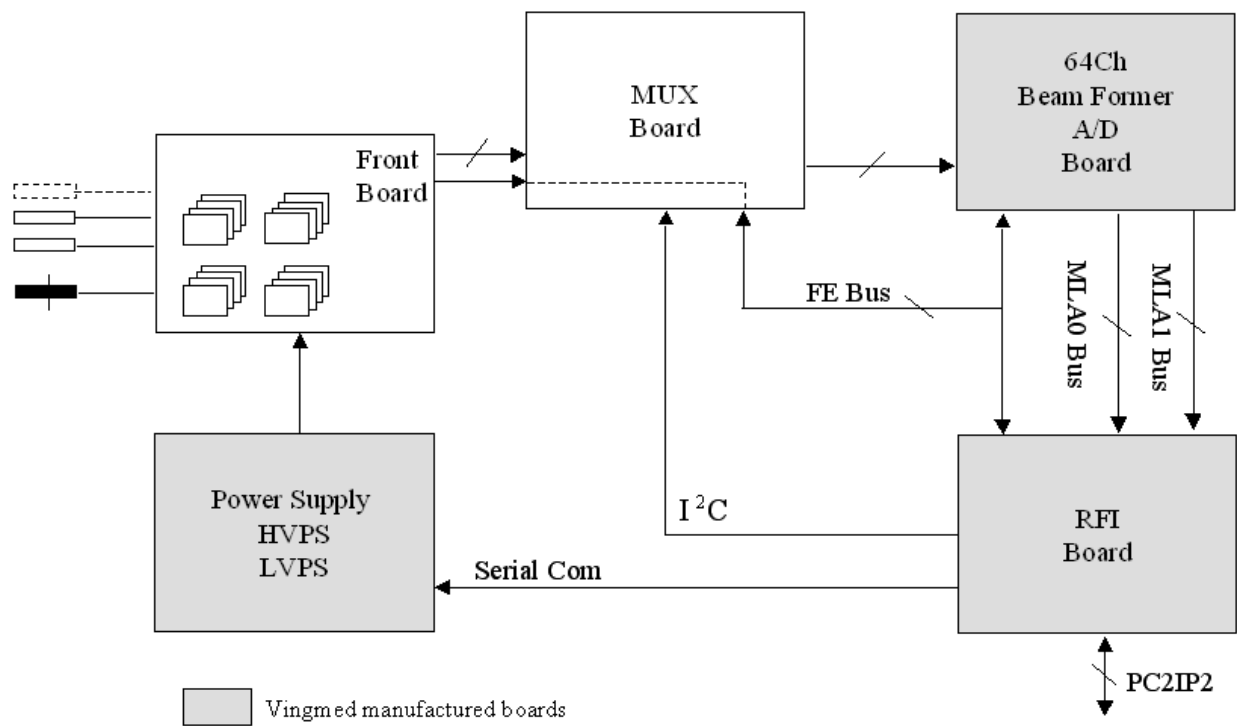 MUX
Board
64Ch
Beam Former
A/D
Board
Front
Board
FE Bus
MLA0 Bus
MLA1 Bus
Power Supply
HVPS
LVPS
I²C
Serial Com
RFI
Board
PC2IP2
Vingmed manufactured boards